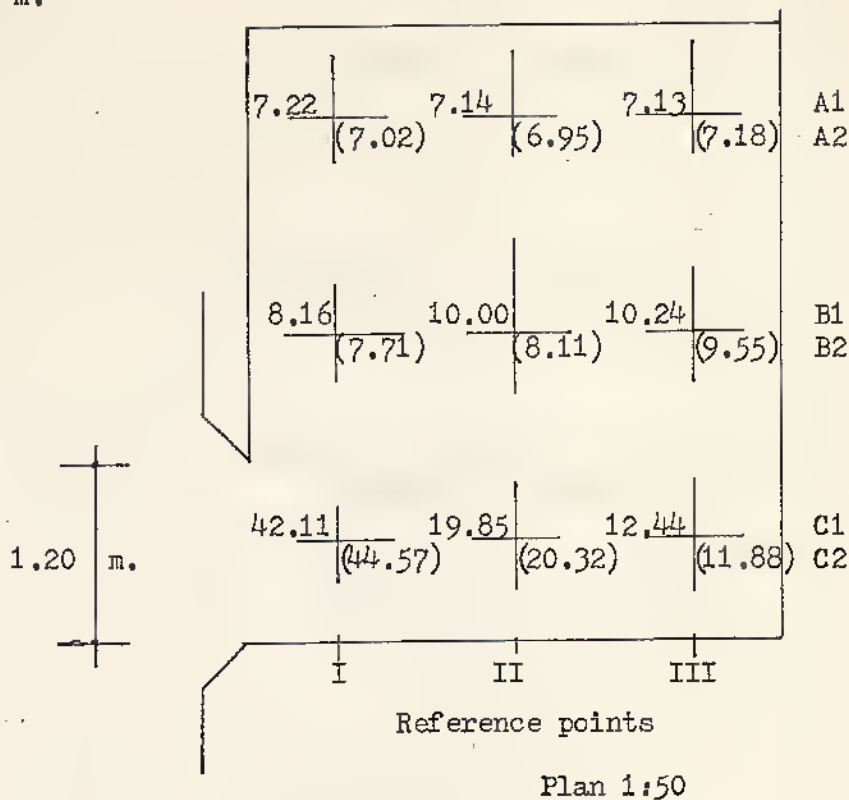 m.
7.22 7.14 7.13 A1
(7.02) (6.95) (7.18) A2
8.16 10.00 10.24 B1
(7.71) (8.11) (9.55) B2
42.11 19.85 12.44 C1
1.20 m. (44.57) (20.32) (11.88) C2
I II III
Reference points
Plan 1:50